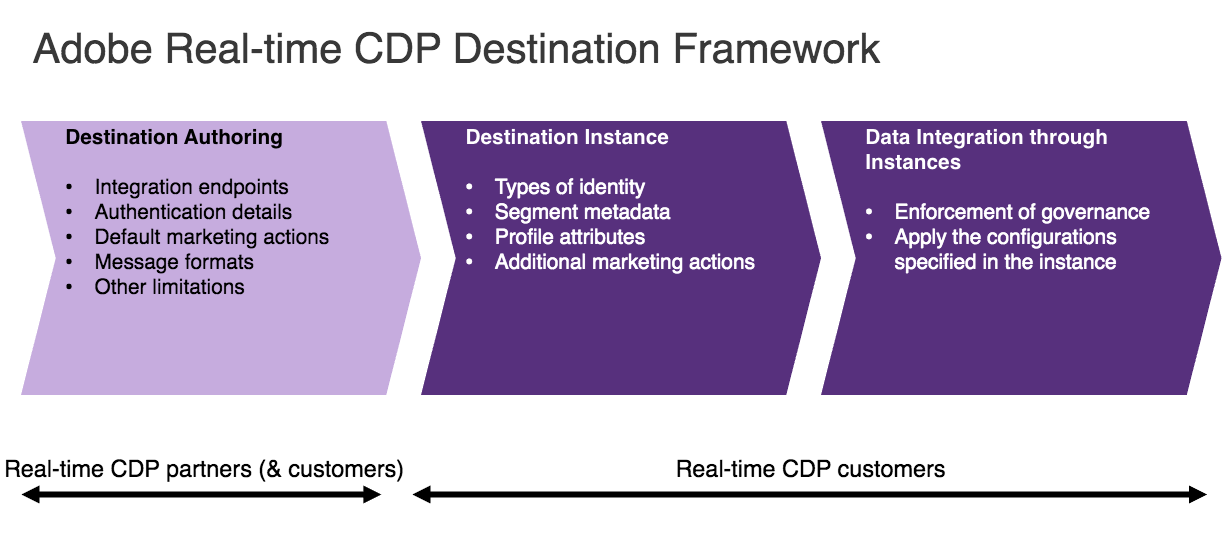 Adobe Real-time CDP Destination Framework
Destination Authoring
• Integration endpoints
• Authentication details
• Default marketing actions
• Message formats
• Other limitations
Destination Instance
• Types of identity
• Segment metadata
• Profile attributes
• Additional marketing actions
Data Integration through
Instances
• Enforcement of governance
• Apply the configurations
specified in the instance
Real-time CDP partners (& customers)
Real-time CDP customers